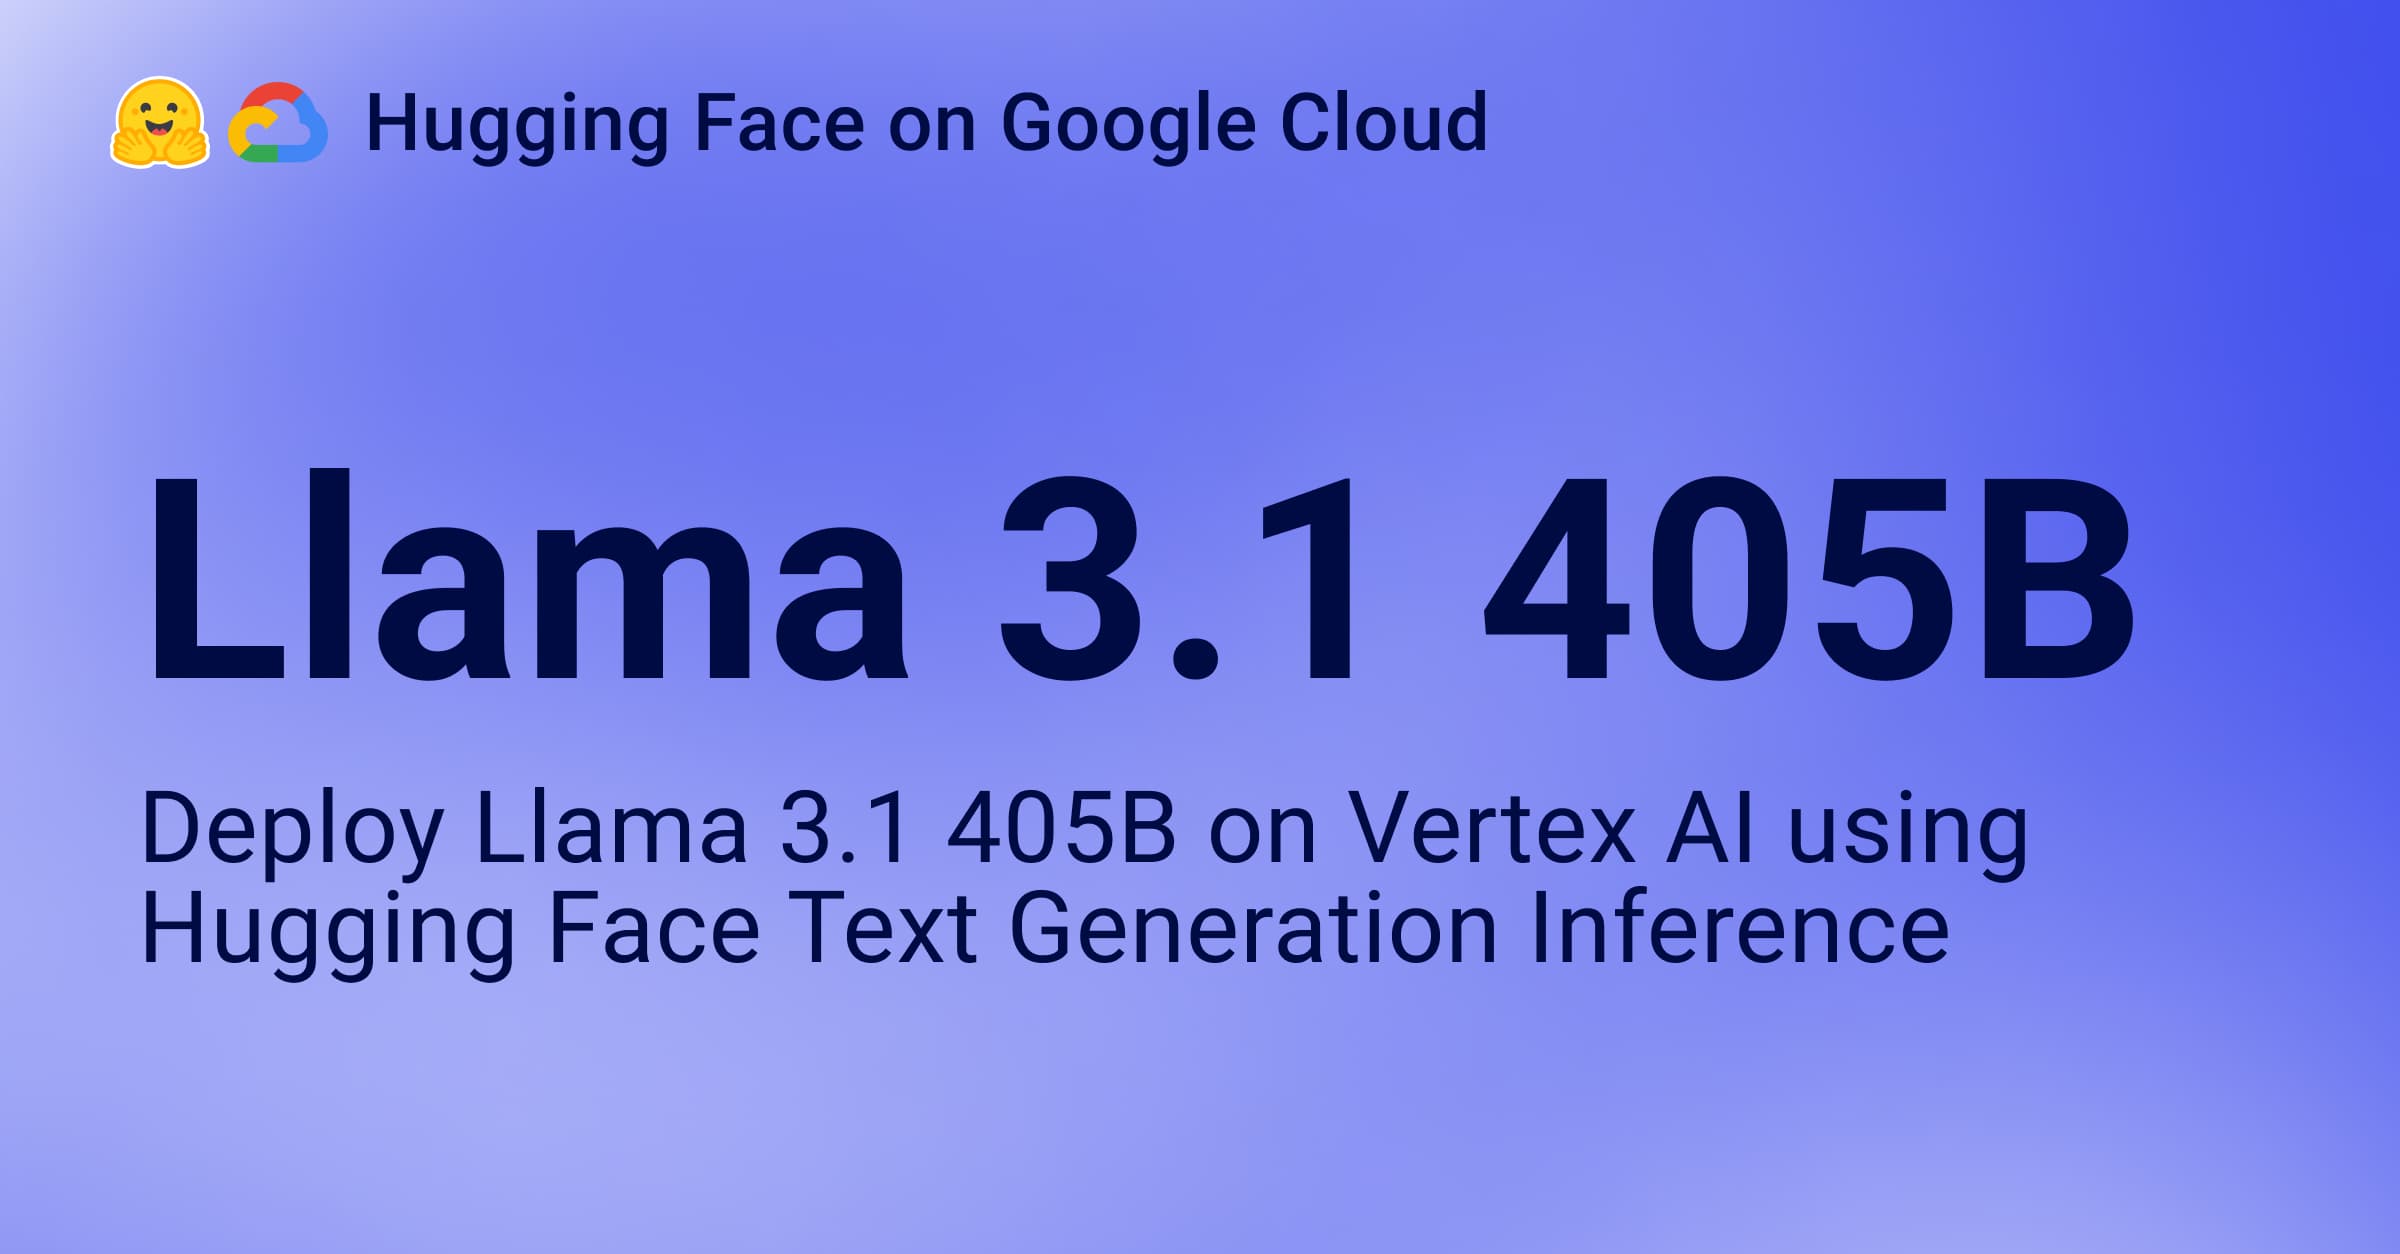 Hugging Face on Google Cloud
Llama 3.1 405B
Deploy Llama 3.1 405B on Vertex AI using
Hugging Face Text Generation Inference